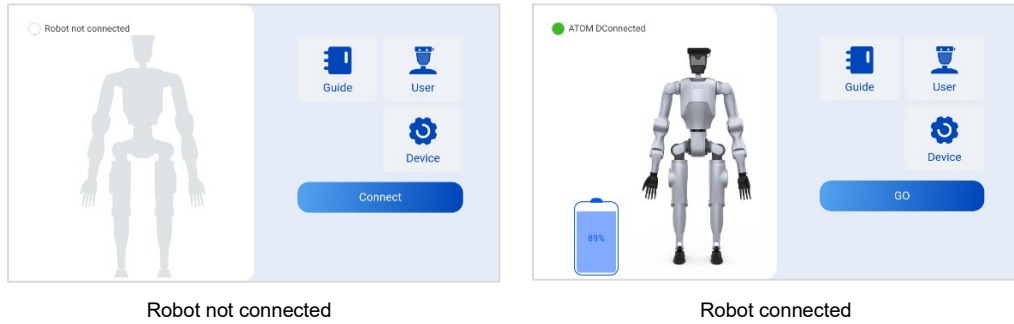 Robot not connected
Guide
User
Device
Connect
Robot not connected
ATOM DConnected
Guide
User
Device
GO
89%
Robot connected